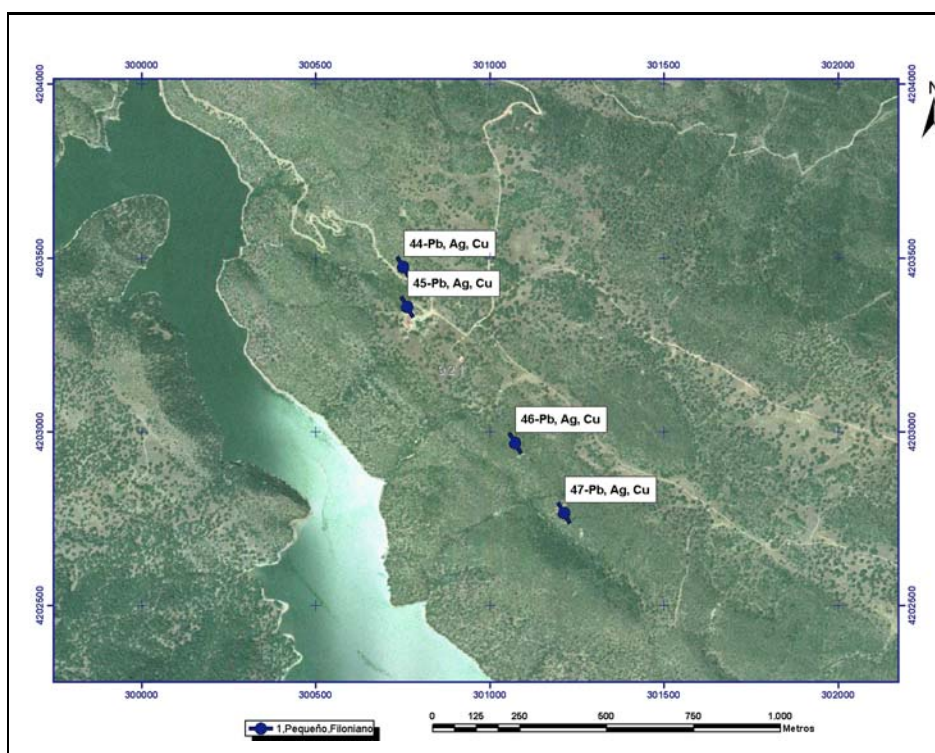 300000 300500 301000 301500 302000
4204000 4204000
N
4203500 4203500
44-Pb, Ag, Cu
45-Pb, Ag, Cu
4203000 4203000
46-Pb, Ag, Cu
47-Pb, Ag, Cu
4202500 4202500
300000 300500 301000 301500 302000
1,Pequeño,Filoniano
0 125 250 500 750 1.000
Metros